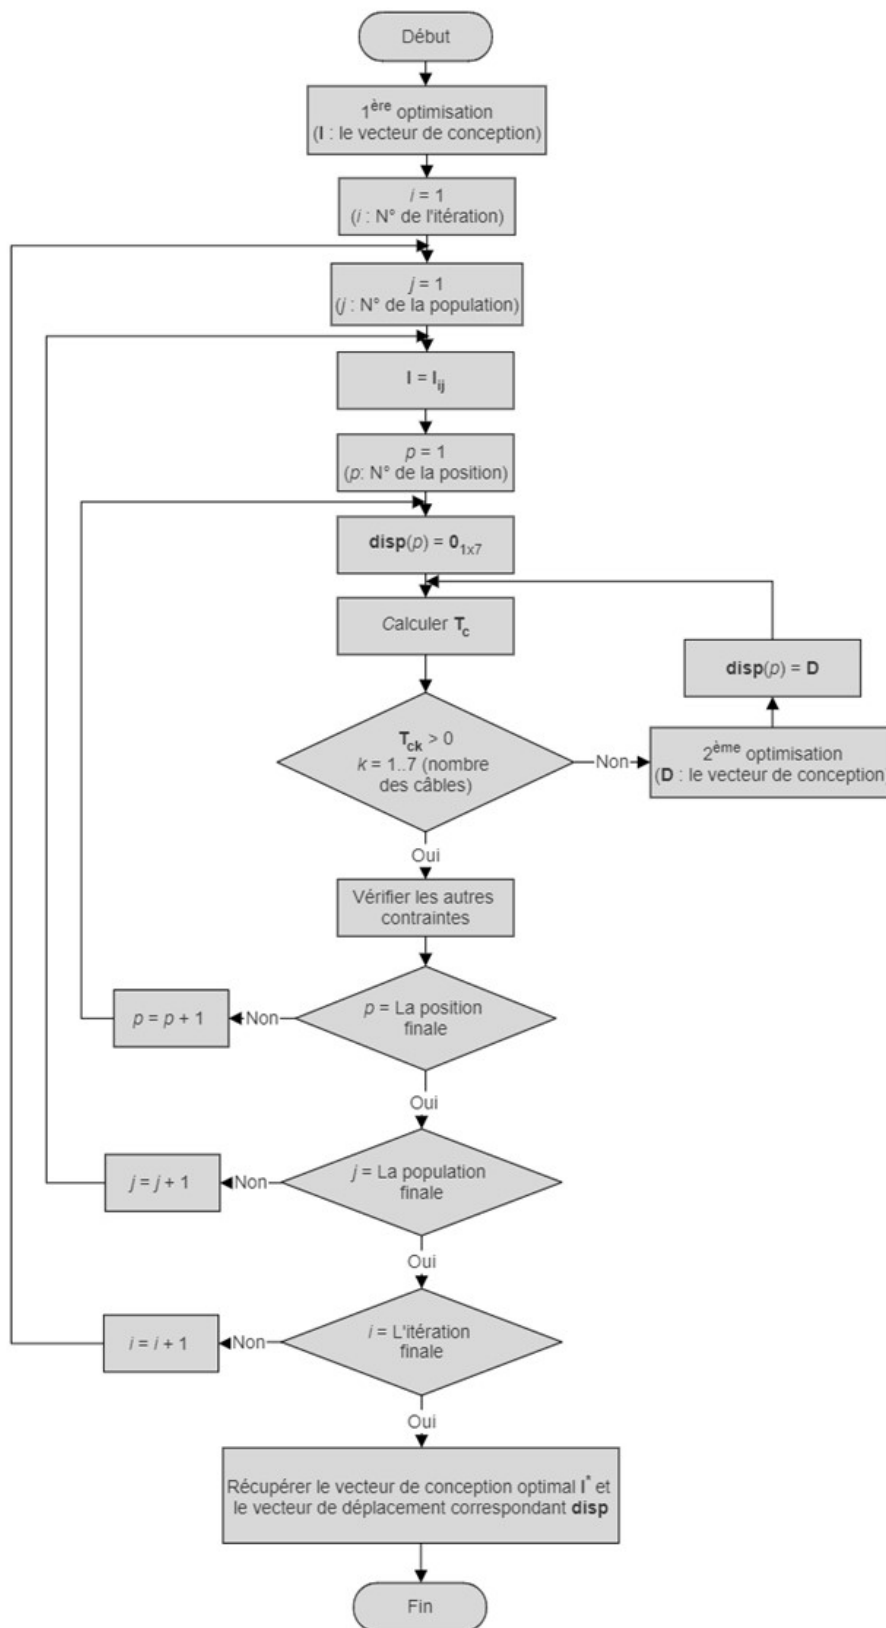 Début
1ère optimisation
(I : le vecteur de conception)
i = 1
(i : N° de l'itération)
j = 1
(j : N° de la population)
I = Iij
p = 1
(p: N° de la position)
disp(p) = 01x7
Calculer Tc
disp(p) = D
Tck > 0
k = 1..7 (nombre
des câbles)
Non
2ème optimisation
(D : le vecteur de conception)
Oui
Vérifier les autres
contraintes
p = La position
finale
Non
p = p + 1
Oui
j = La population
finale
Non
j = j + 1
Oui
i = L'itération
finale
Non
i = i + 1
Oui
Récupérer le vecteur de conception optimal I* et
le vecteur de déplacement correspondant disp
Fin